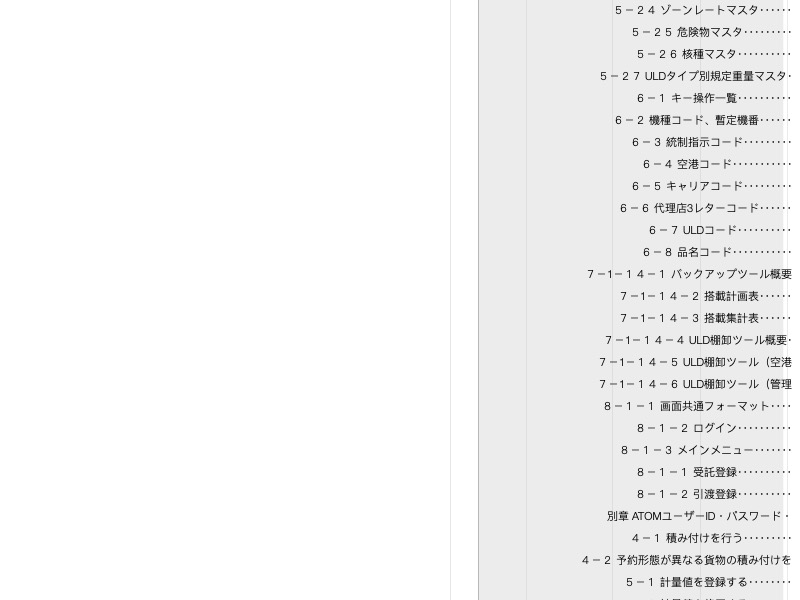 ５－２４ ゾーンレートマスタ······
５－２５ 危険物マスタ·········
５－２６ 核種マスタ··········
５－２７ ULDタイプ別規定重量マスタ·
６－１ キー操作一覧··········
６－２ 機種コード、暫定機番······
６－３ 統制指示コード·········
６－４ 空港コード···········
６－５ キャリアコード·········
６－６ 代理店3レターコード······
６－７ ULDコード··········
６－８ 品名コード···········
７－1－１４－１ バックアップツール概要
７－1－１４－２ 搭載計画表······
７－1－１４－３ 搭載集計表······
７－1－１４－４ ULD棚卸ツール概要·
７－1－１４－５ ULD棚卸ツール（空港
７－1－１４－６ ULD棚卸ツール（管理
８－１－１ 画面共通フォーマット····
８－１－２ ログイン··········
８－１－３ メインメニュー·······
８－１－１ 受託登録··········
８－１－２ 引渡登録··········
別章 ATOMユーザーID・パスワード・
４－１ 積み付けを行う·········
４－２ 予約形態が異なる貨物の積み付けを
５－１ 計量値を登録する········